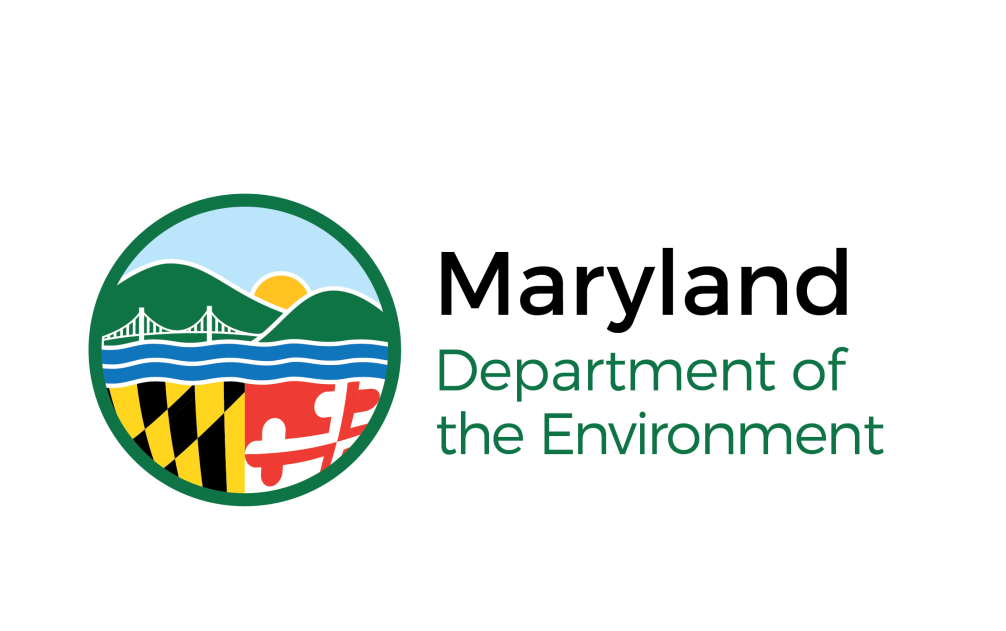 Maryland
Department of
the Environment